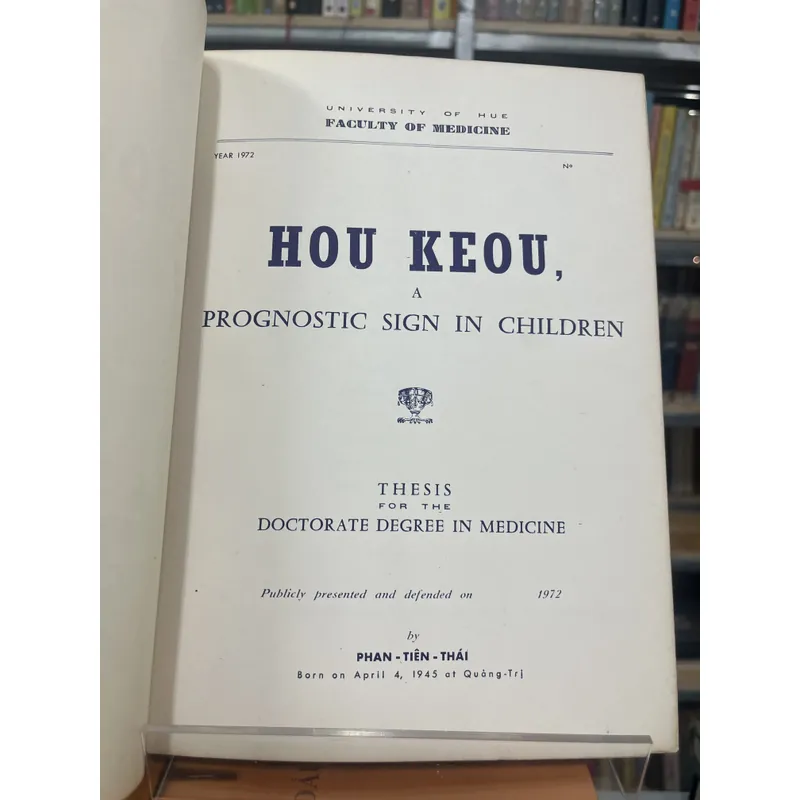 UNIVERSITY OF HUE
FACULTY OF MEDICINE
YEAR 1972
Nº
HOU KEOU,
A
PROGNOSTIC SIGN IN CHILDREN
THESIS
FOR THE
DOCTORATE DEGREE IN MEDICINE
Publicly presented and defended on 1972
by
PHAN - TIÊN - THÁI
Born on April 4, 1945 at Quảng-Trị